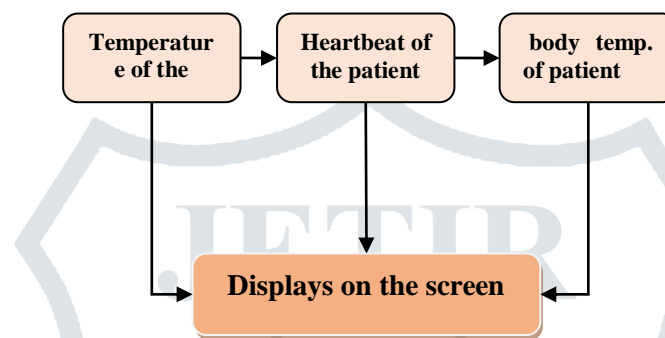 Temperatur
e of the
Heartbeat of
the patient
body temp.
of patient
JETIR
Displays on the screen